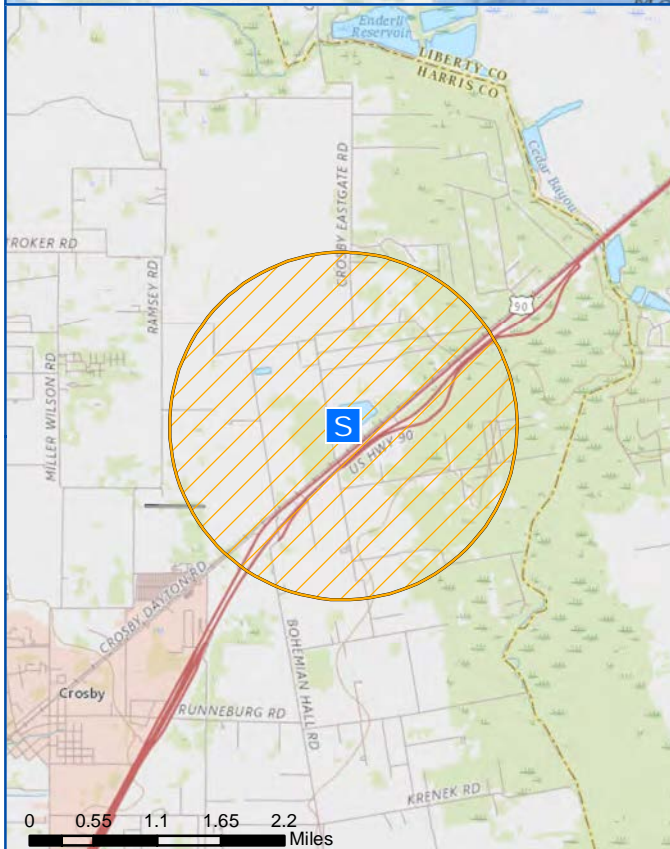 Enderli
Reservoir
LIBERTY CO
HARRIS CO
Cedar Bayou
CROSBY EASTGATE RD
TROKER RD
RAMSEY RD
90
MILLER WILSON RD
S
US HWY 90
CROSBY DAYTON RD
Crosby
BOHEMIAN HALL RD
RUNNEBURG RD
KRENEK RD
0 0.55 1.1 1.65 2.2
Miles